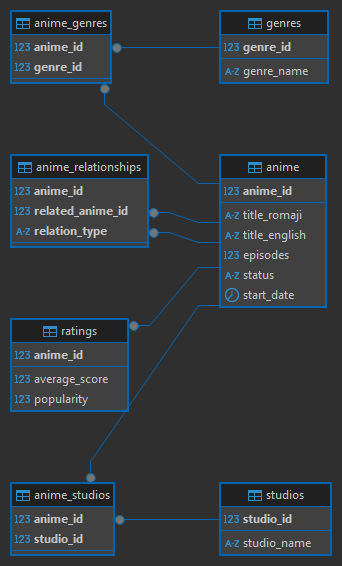 anime_genres
123 anime_id
123 genre_id
genres
123 genre_id
A-Z genre_name
anime_relationships
123 anime_id
123 related_anime_id
A-Z relation_type
anime
123 anime_id
A-Z title_romaji
A-Z title_english
123 episodes
A-Z status
start_date
ratings
123 anime_id
123 average_score
123 popularity
anime_studios
123 anime_id
123 studio_id
studios
123 studio_id
A-Z studio_name